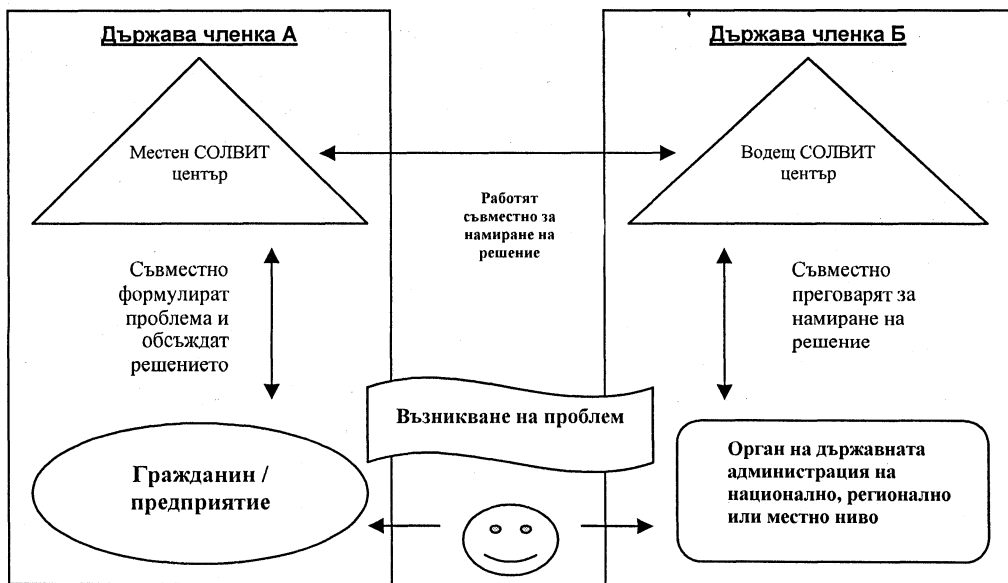 Държава членка А
Държава членка Б
Местен СОЛВИТ
център
Водещ СОЛВИТ
център
Работят
съвместно за
намиране на
решение
Съвместно
формулират
проблема и
обсъждат
решението
Съвместно
преговарят за
намиране на
решение
Възникване на проблем
Гражданин /
предприятие
Орган на държавната
администрация на
национално, регионално
или местно ниво